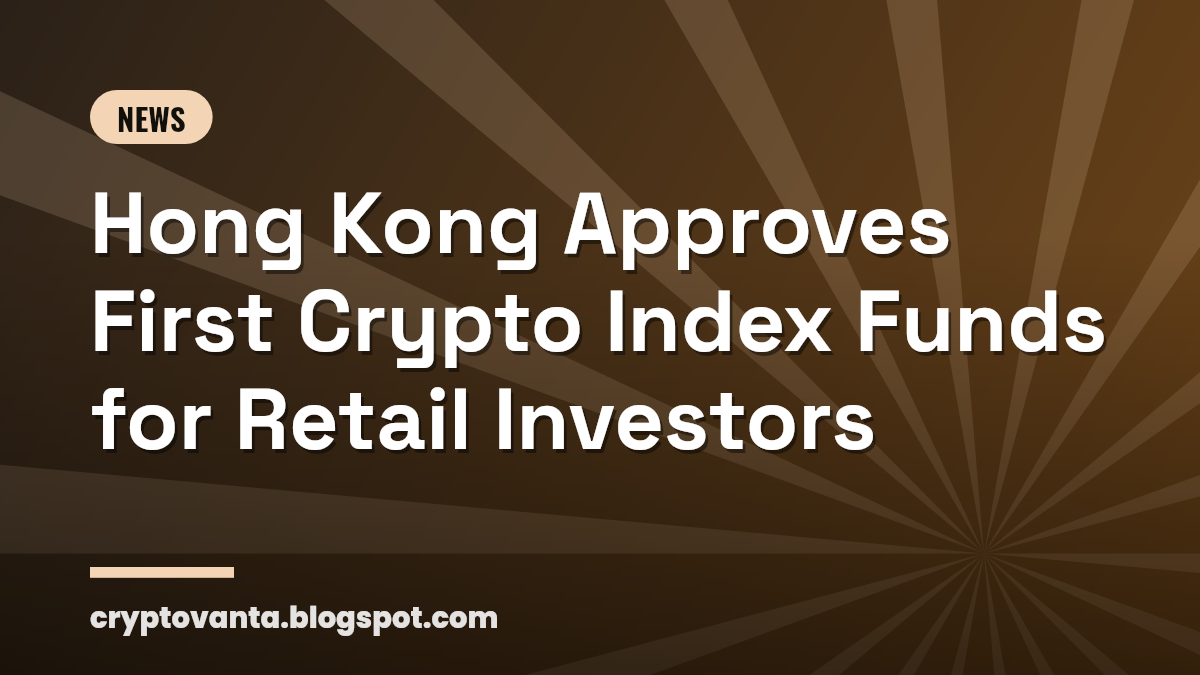 NEWS
Hong Kong Approves
First Crypto Index Funds
for Retail Investors
cryptovanta.blogspot.com